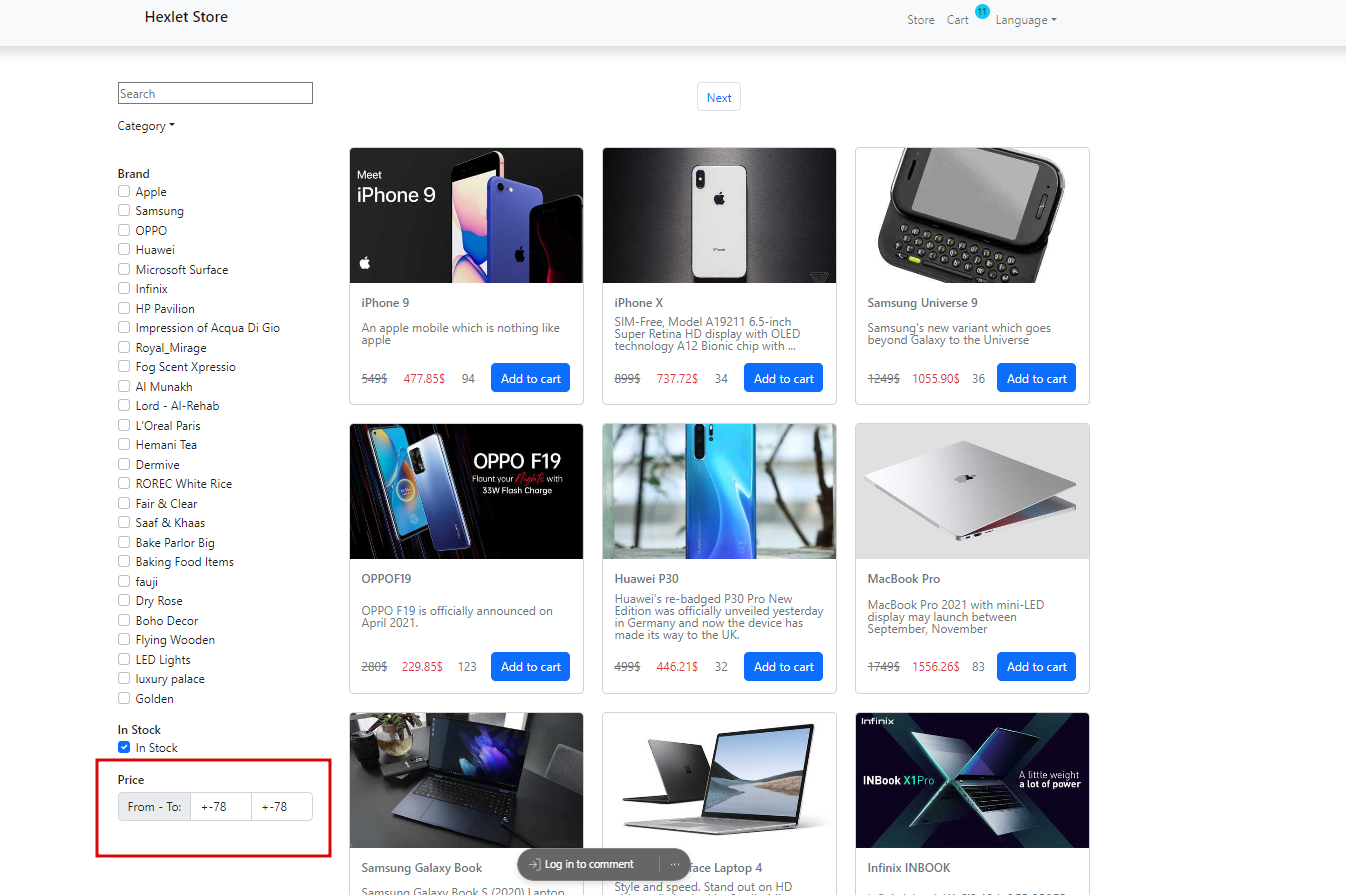 Hexlet Store
Store Cart 11 Language
Search
Category
Brand
Apple
Samsung
OPPO
Huawei
Microsoft Surface
Infinix
HP Pavilion
Impression of Acqua Di Gio
Royal_Mirage
Fog Scent Xpressio
Al Munakh
Lord - Al-Rehab
L'Oreal Paris
Hemani Tea
Dermive
ROREC White Rice
Fair & Clear
Saaf & Khaas
Bake Parlor Big
Baking Food Items
fauji
Dry Rose
Boho Decor
Flying Wooden
LED Lights
luxury palace
Golden
In Stock
In Stock
Price
From - To: +-78 +-78
Next
Meet
iPhone 9
iPhone 9
An apple mobile which is nothing like
apple
549$ 477.85$ 94 Add to cart
iPhone
iPhone X
SIM-Free, Model A19211 6.5-inch
Super Retina HD display with OLED
technology A12 Bionic chip with ...
899$ 737.72$ 34 Add to cart
Samsung Universe 9
Samsung's new variant which goes
beyond Galaxy to the Universe
1249$ 1055.90$ 36 Add to cart
OPPO F19
Flaunt your Nights with
33W Flash Charge
OPPOF19
OPPO F19 is officially announced on
April 2021.
280$ 229.85$ 123 Add to cart
Huawei P30
Huawei's re-badged P30 Pro New
Edition was officially unveiled yesterday
in Germany and now the device has
made its way to the UK.
499$ 446.21$ 32 Add to cart
MacBook Pro
MacBook Pro 2021 with mini-LED
display may launch between
September, November
1749$ 1556.26$ 83 Add to cart
Samsung Galaxy Book
Samsung Galaxy Book S (2020) Laptop
face Laptop 4
Style and speed. Stand out on HD
Infinix
INBook X1Pro
A little weight
a lot of power
Infinix INBOOK
Log in to comment ...